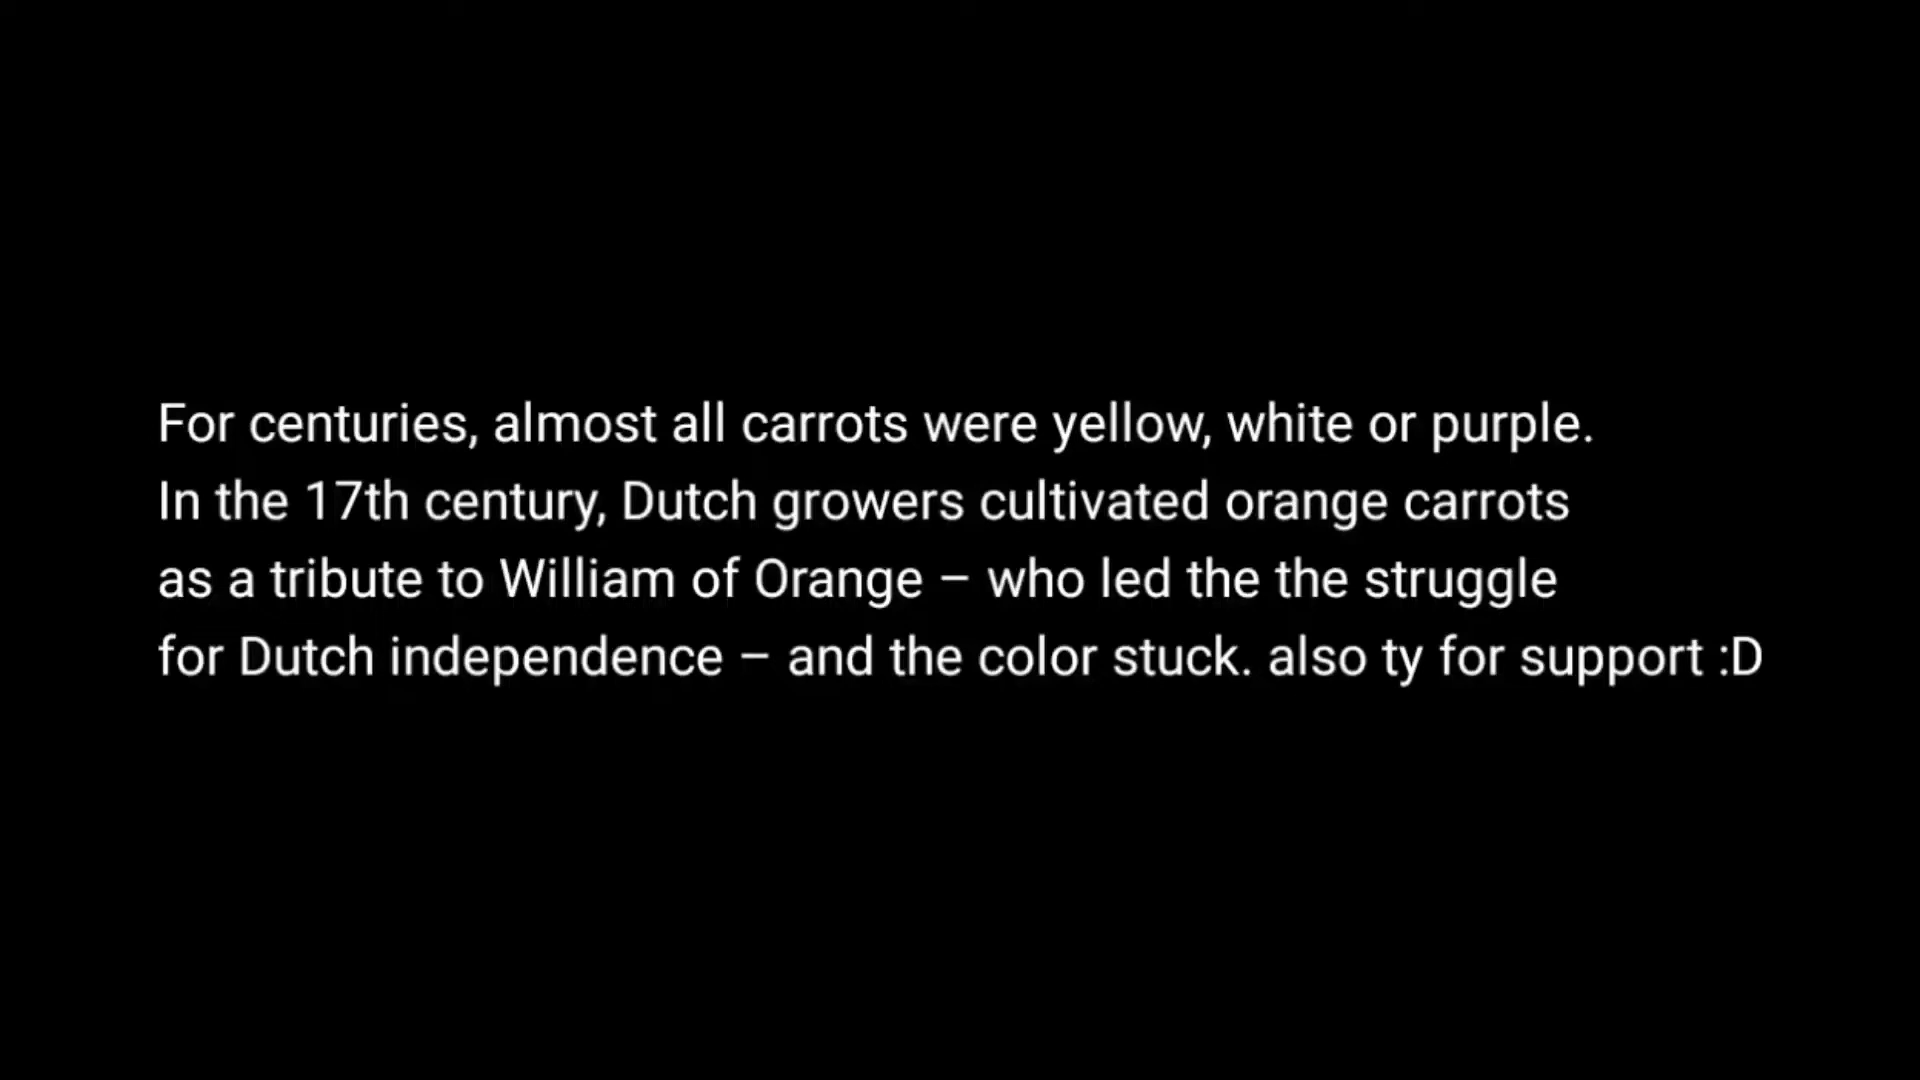 For centuries, almost all carrots were yellow, white or purple.
In the 17th century, Dutch growers cultivated orange carrots
as a tribute to William of Orange – who led the the struggle
for Dutch independence – and the color stuck. also ty for support :D